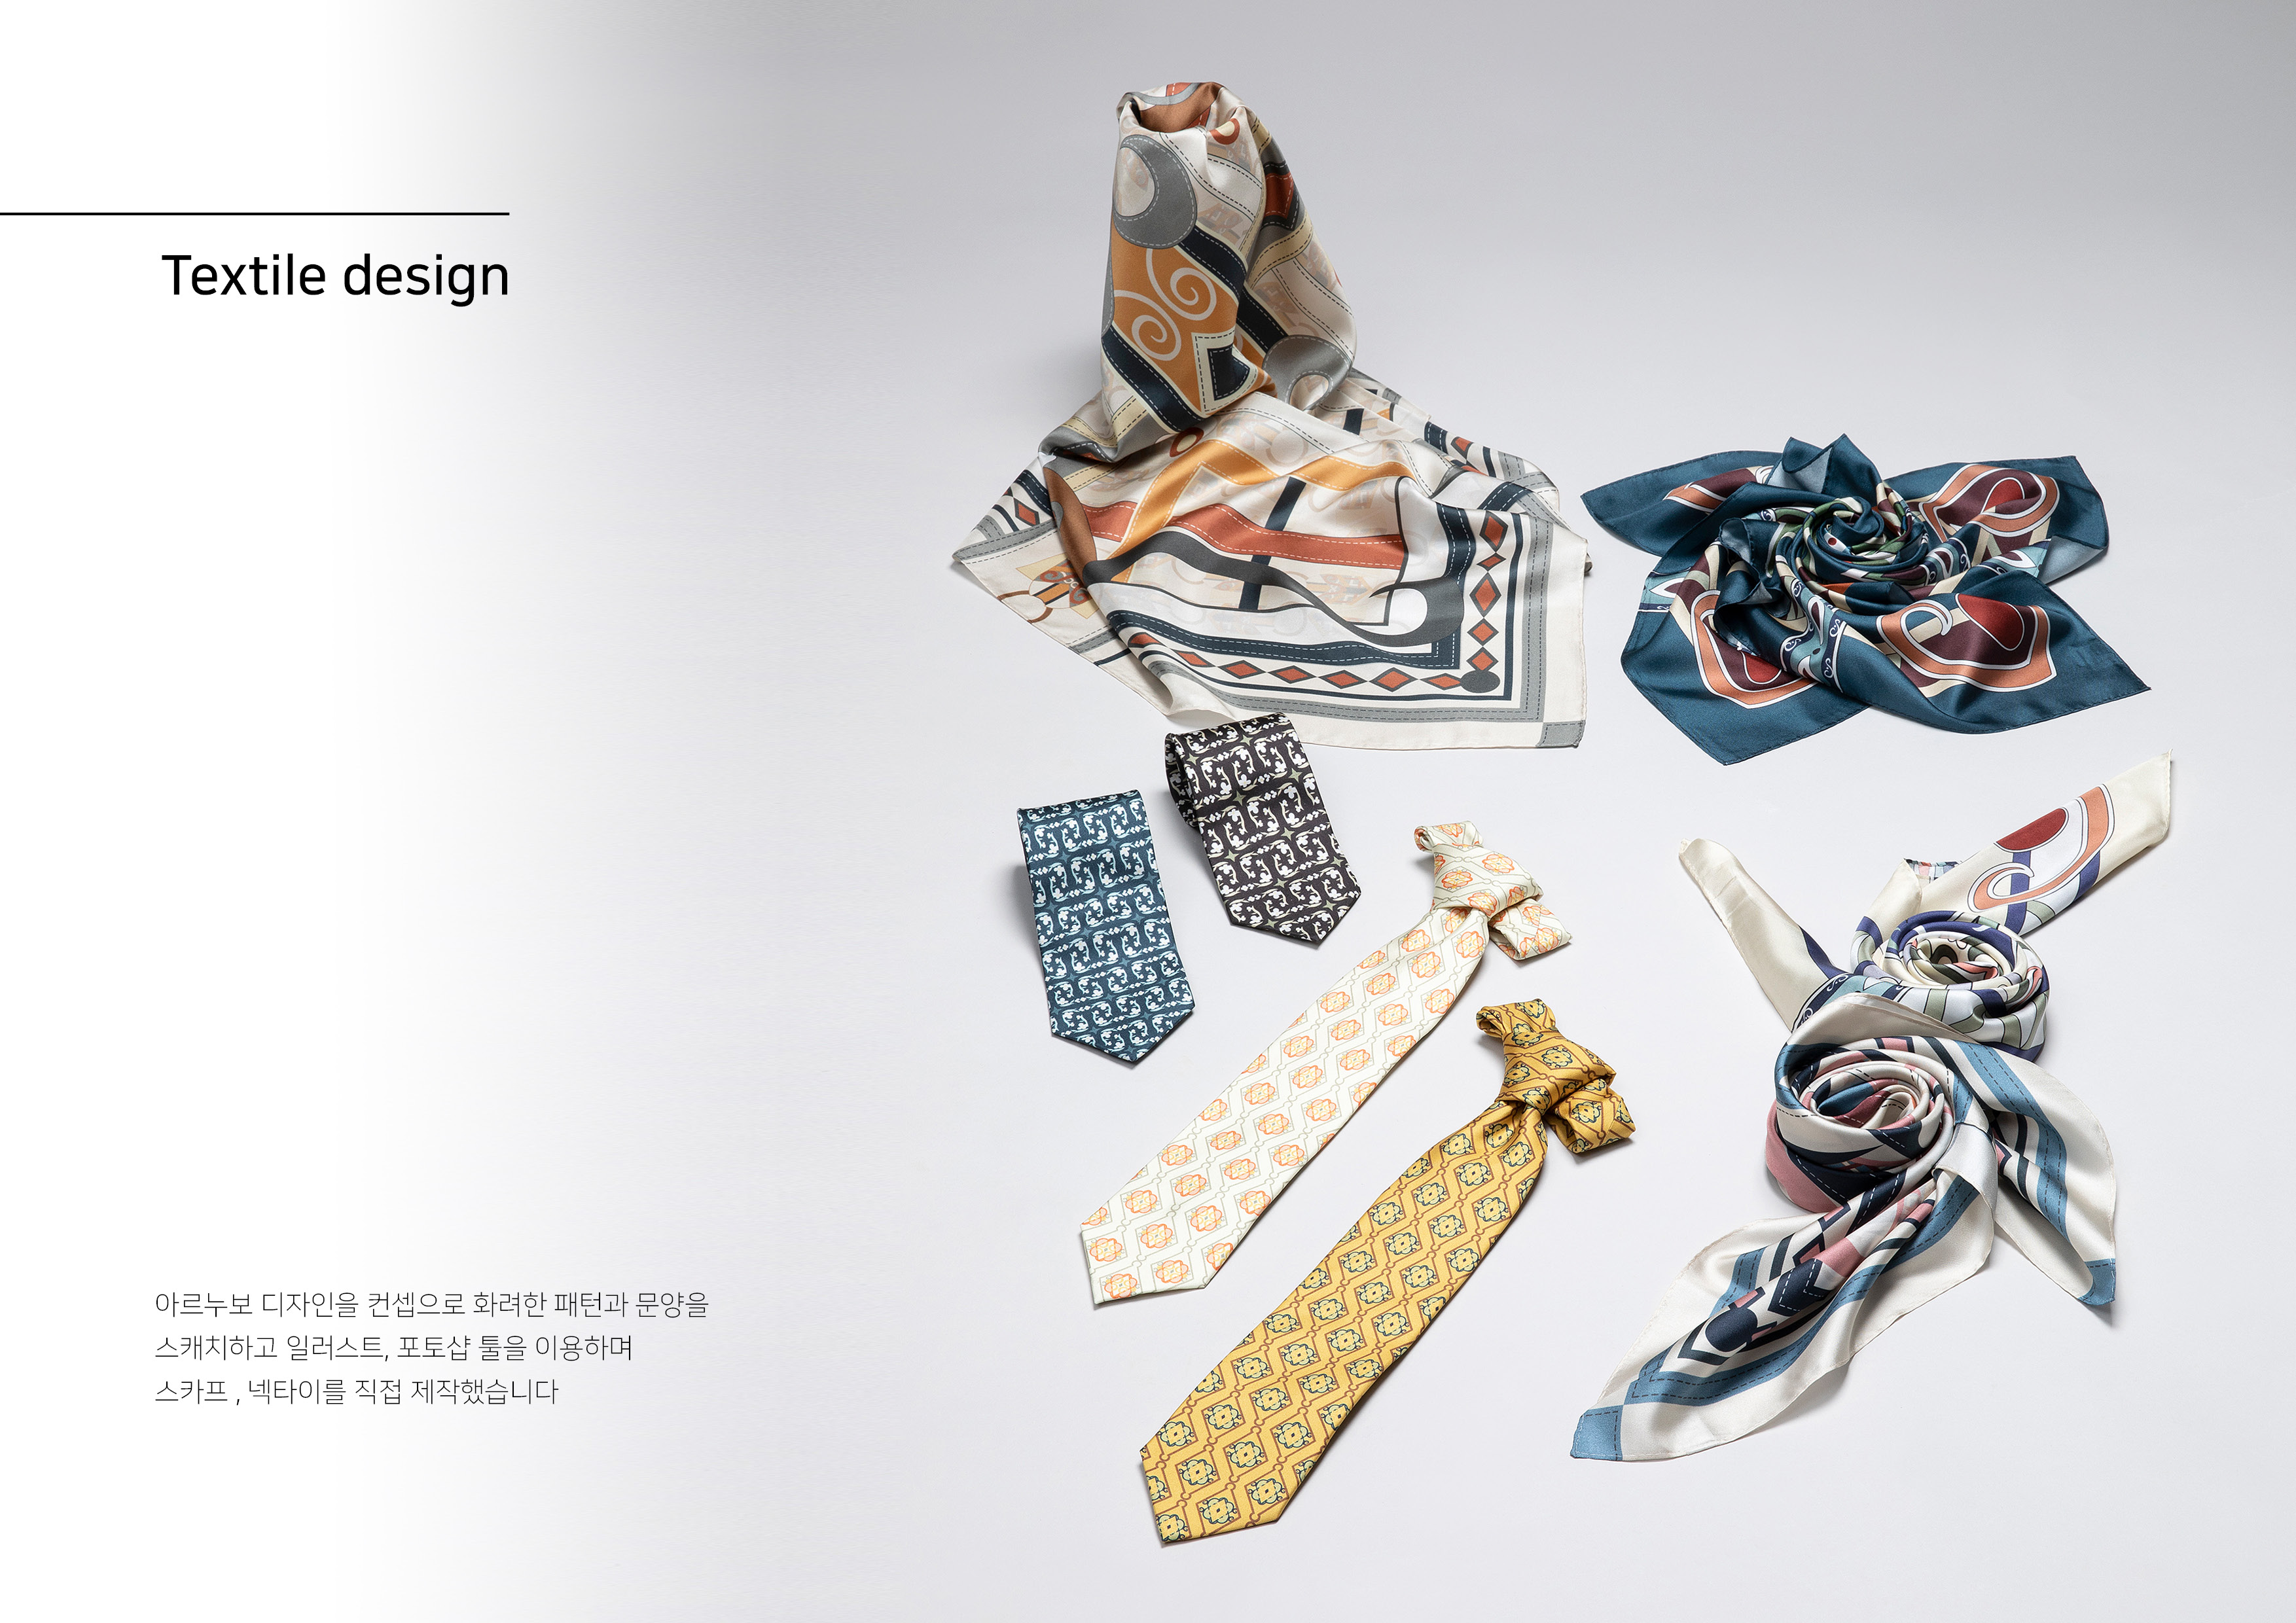 Textile design
아르누보 디자인을 컨셉으로 화려한 패턴과 문양을
스캐치하고 일러스트, 포토샵 툴을 이용하며
스카프 , 넥타이를 직접 제작했습니다